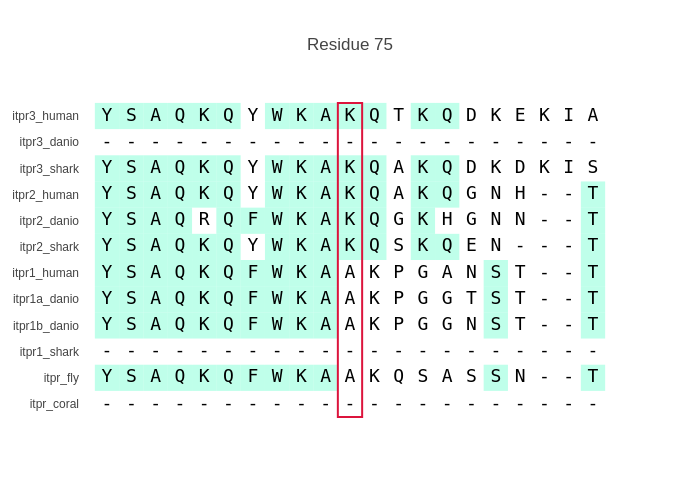 Residue 75
itpr3_human Y S A Q K Q Y W K A K Q T K Q D K E K I A
itpr3_danio - - - - - - - - - - - - - - - - - - - - -
itpr3_shark Y S A Q K Q Y W K A K Q A K Q D K D K I S
itpr2_human Y S A Q K Q Y W K A K Q A K Q G N H - - T
itpr2_danio Y S A Q R Q F W K A K Q G K H G N N - - T
itpr2_shark Y S A Q K Q Y W K A K Q S K Q E N - - - T
itpr1_human Y S A Q K Q F W K A A K P G A N S T - - T
itpr1a_danio Y S A Q K Q F W K A A K P G G T S T - - T
itpr1b_danio Y S A Q K Q F W K A A K P G G N S T - - T
itpr1_shark - - - - - - - - - - - - - - - - - - - - -
itpr_fly Y S A Q K Q F W K A A K Q S A S S N - - T
itpr_coral - - - - - - - - - - - - - - - - - - - - -